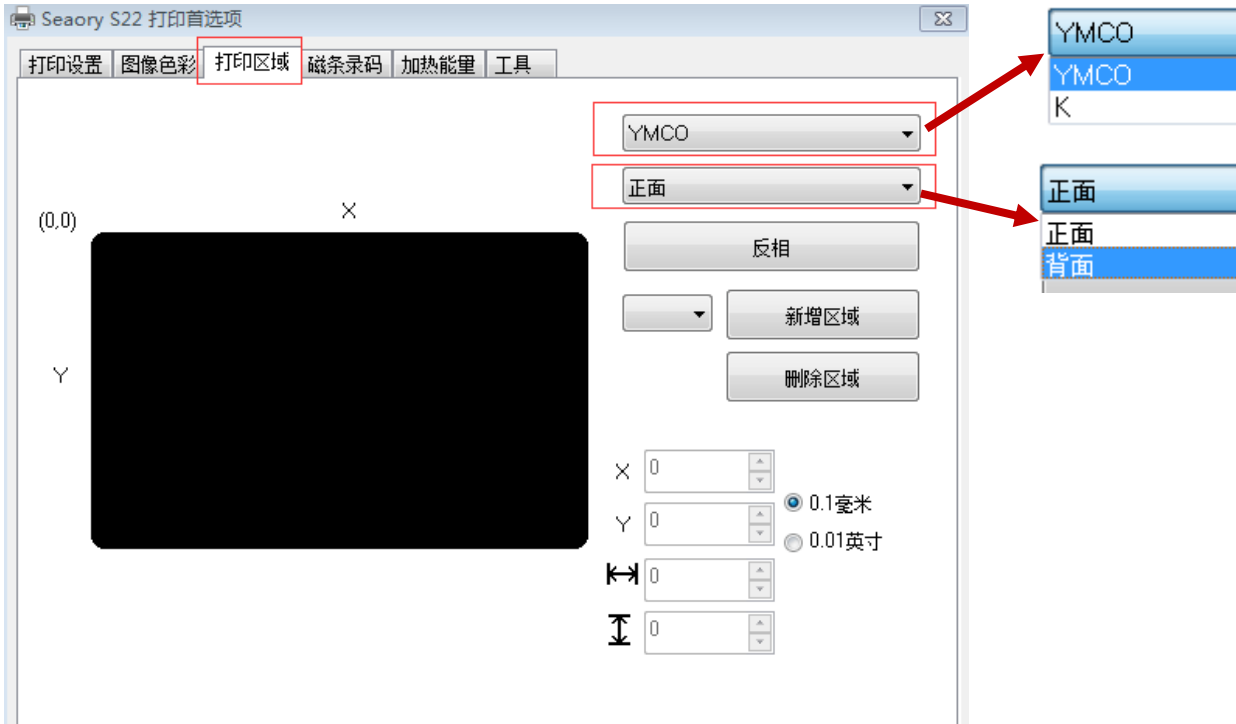 Seaory S22 打印首选项
打印设置 图像色彩 打印区域 磁条录码 加热能量 工具
YMCO
正面
(0,0)
X
反相
新增区域
Y
删除区域
X 0
0.1毫米
Y 0
0.01英寸
0
0
YMCO
YMCO
K
正面
正面
背面